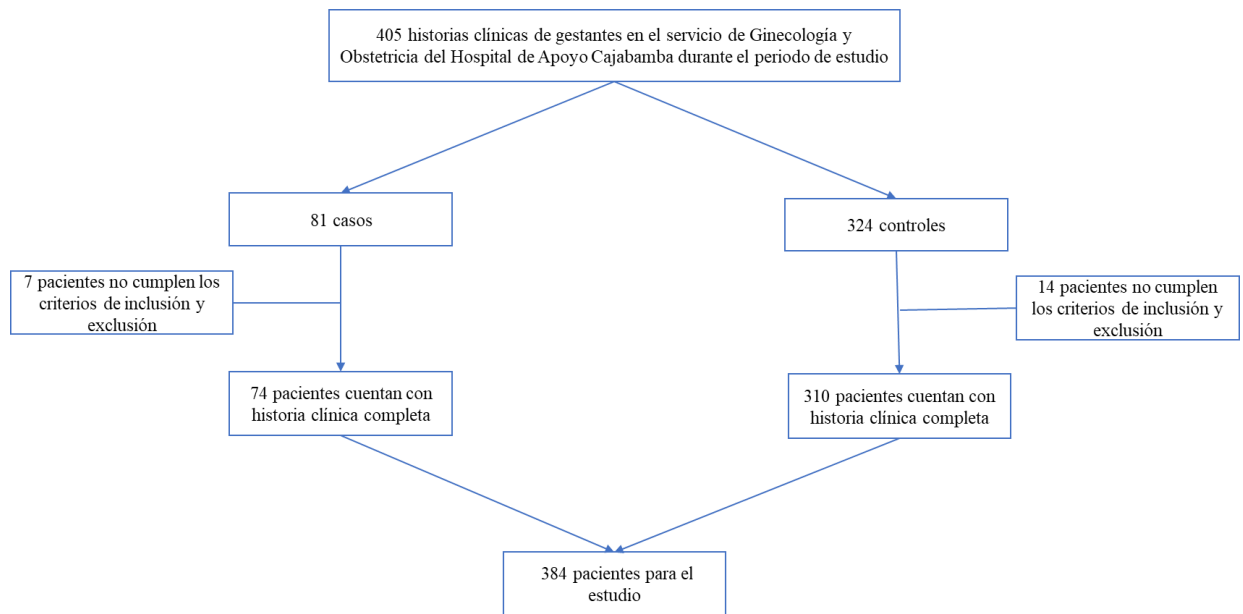 405 historias clínicas de gestantes en el servicio de Ginecología y
Obstetricia del Hospital de Apoyo Cajabamba durante el periodo de estudio
81 casos
324 controles
7 pacientes no cumplen los
criterios de inclusión y
exclusión
14 pacientes no cumplen
los criterios de inclusión y
exclusión
74 pacientes cuentan con
historia clínica completa
310 pacientes cuentan con
historia clínica completa
384 pacientes para el
estudio